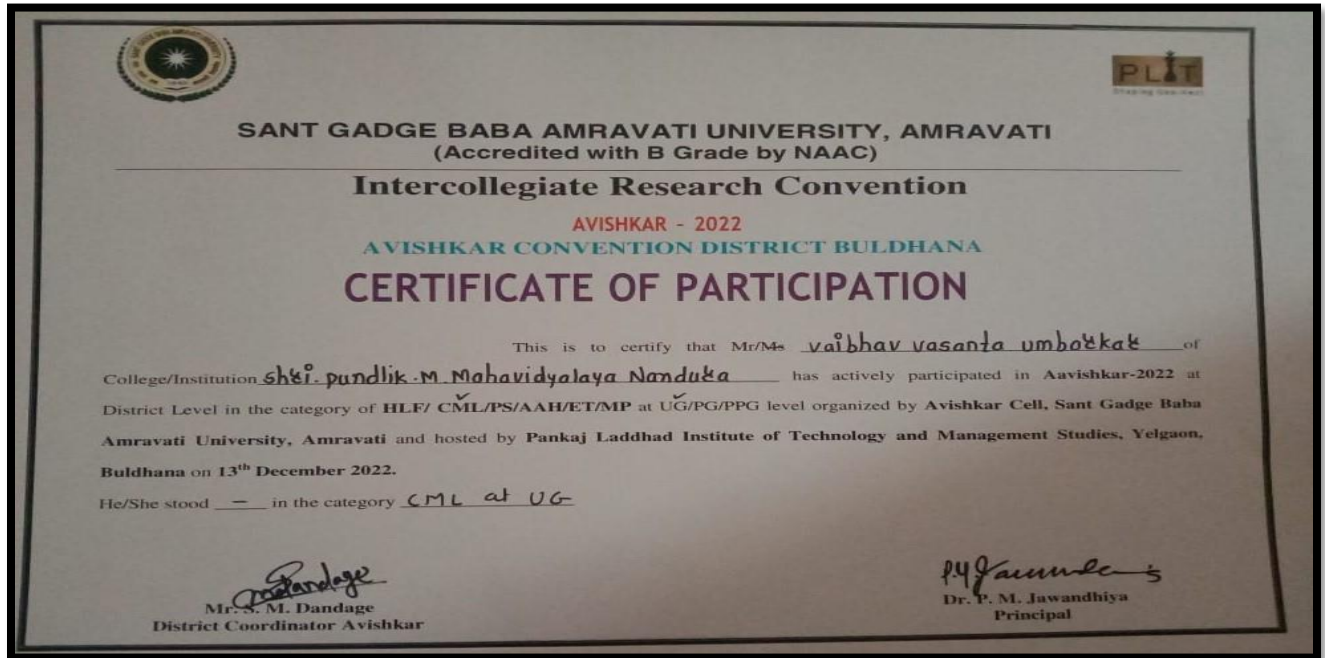 PLIT
SANT GADGE BABA AMRAVATI UNIVERSITY, AMRAVATI
(Accredited with B Grade by NAAC)
Intercollegiate Research Convention
AVISHKAR - 2022
AVISHKAR CONVENTION DISTRICT BULDHANA
CERTIFICATE OF PARTICIPATION
This is to certify that Mr/Ms vaibhav vasanta umbarkar of
College/Institution shri. pundlik. M. Mahavidyalaya Nandura has actively participated in Aavishkar-2022 at
District Level in the category of HLF/ CML/PS/AAH/ET/MP at UG/PG/PPG level organized by Avishkar Cell, Sant Gadge Baba
Amravati University, Amravati and hosted by Pankaj Laddhad Institute of Technology and Management Studies, Yelgaon,
Buldhana on 13th December 2022.
He/She stood — in the category CML at UG
Mr. S. M. Dandage
District Coordinator Avishkar
Dr. P. M. Jawandhiya
Principal